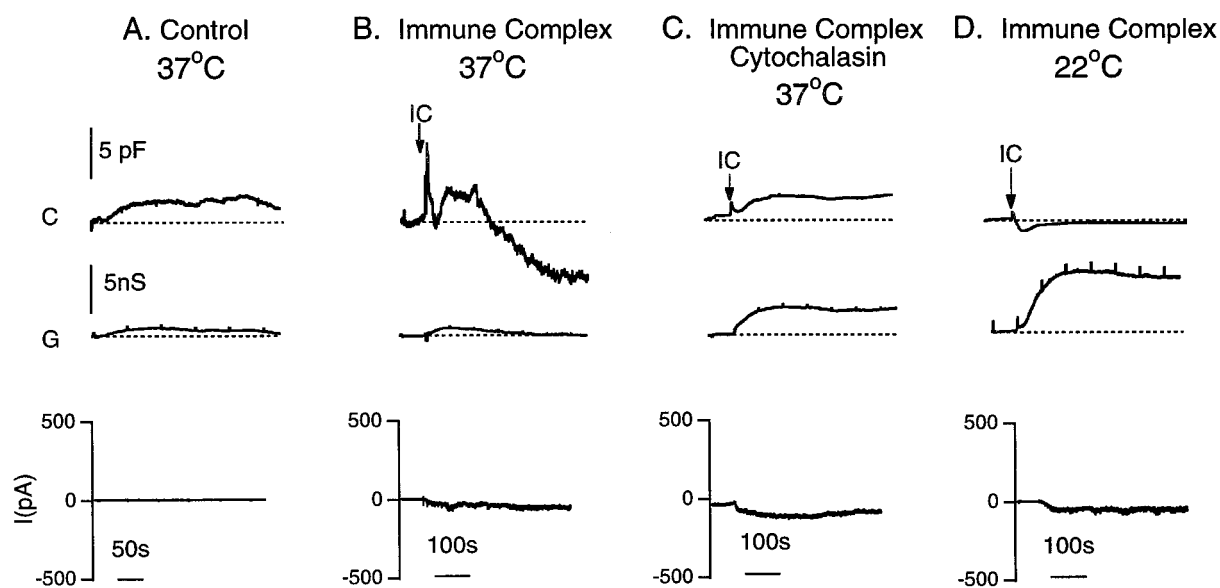 A. Control
37°C
B. Immune Complex
37°C
C. Immune Complex
Cytochalasin
37°C
D. Immune Complex
22°C
IC
IC
IC
5 pF
C
5nS
G
500
0
-500
I(pA)
50s
500
0
-500
100s
500
0
-500
100s
500
0
-500
100s